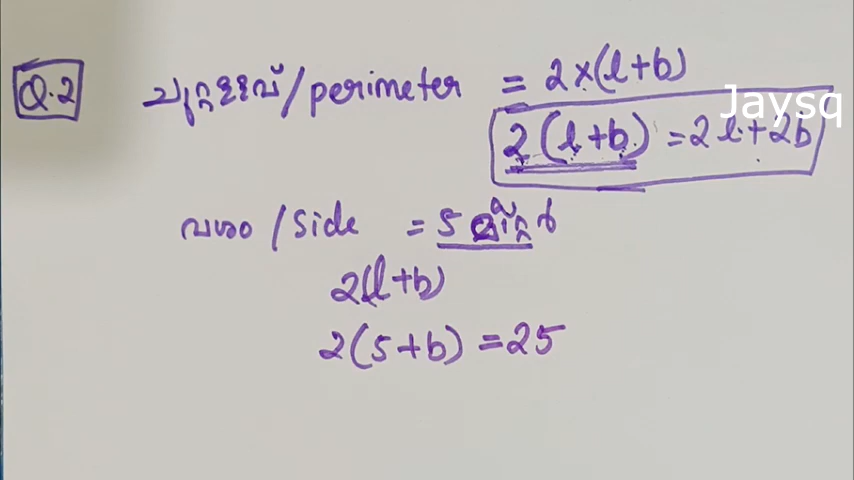 Q.2
ചുറ്റളവ്/perimeter = 2×(l+b)
Jaysq
2(l+b) = 2l+2b
വശം/Side = 5 മീറ്റർ
2(l+b)
2(5+b) = 25